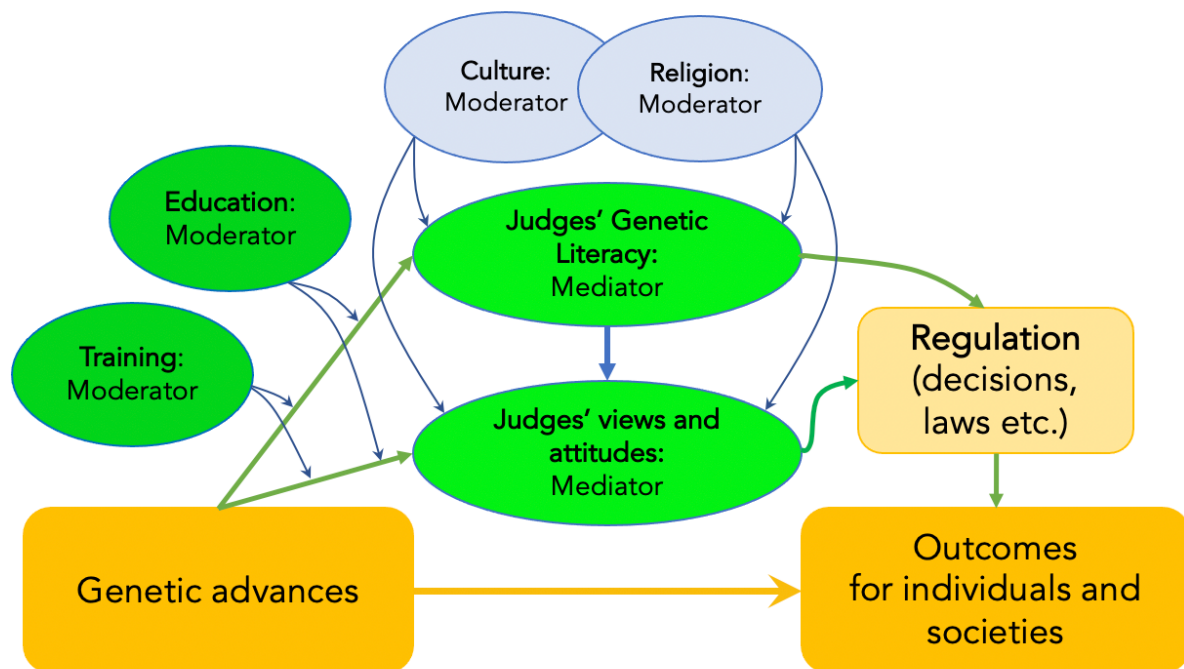 Culture:
Moderator
Religion:
Moderator
Education:
Moderator
Judges’ Genetic
Literacy:
Mediator
Training:
Moderator
Regulation
(decisions,
laws etc.)
Judges’ views and
attitudes:
Mediator
Genetic advances
Outcomes
for individuals and
societies